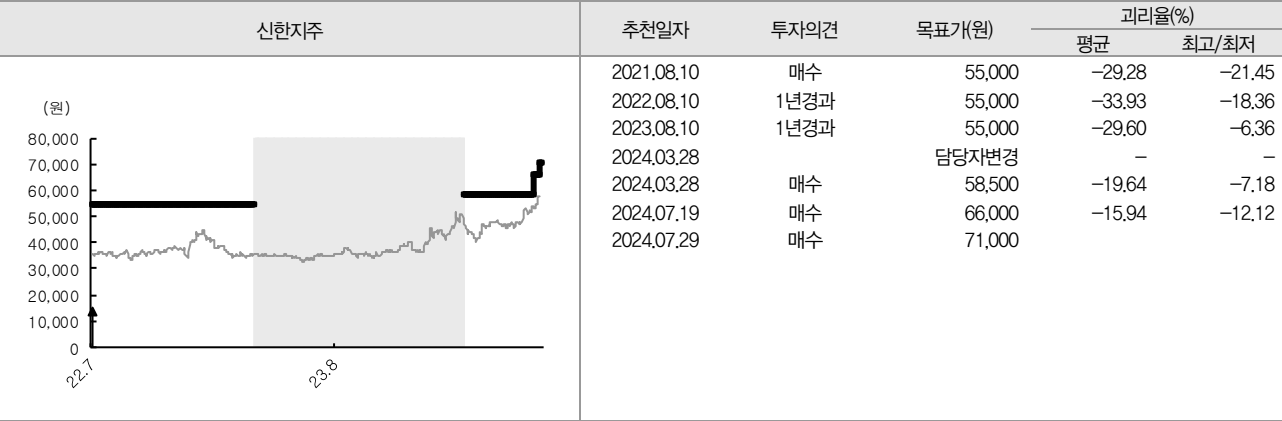 신한지주
추천일자 투자의견 목표가(원) 괴리율(%)
평균 최고/최저
(원)
80,000
70,000
60,000
50,000
40,000
30,000
20,000
10,000
0
22.7 23.8
2021.08.10 매수 55,000 -29.28 -21.45
2022.08.10 1년경과 55,000 -33.93 -18.36
2023.08.10 1년경과 55,000 -29.60 -6.36
2024.03.28 담당자변경 - -
2024.03.28 매수 58,500 -19.64 -7.18
2024.07.19 매수 66,000 -15.94 -12.12
2024.07.29 매수 71,000